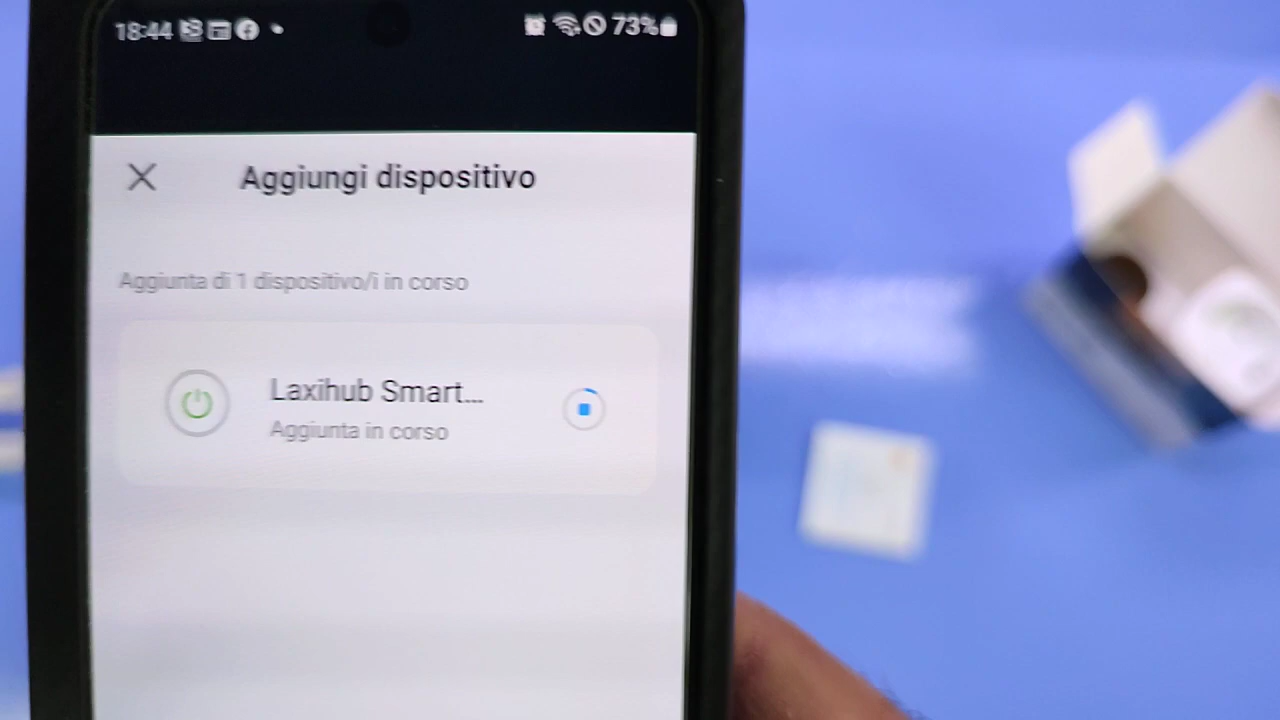 18:44
73%
Aggiungi dispositivo
Aggiunta di 1 dispositivo/i in corso
Laxihub Smart...
Aggiunta in corso